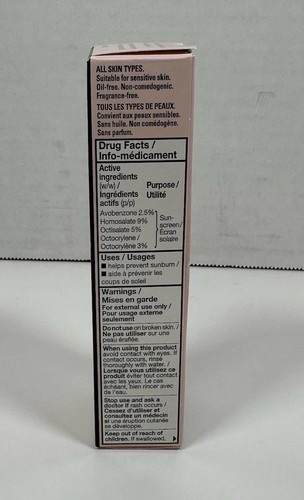 ALL SKIN TYPES.
Suitable for sensitive skin.
Oil-free. Non-comedogenic.
Fragrance-free.
TOUS LES TYPES DE PEAUX.
Convient aux peaux sensibles.
Sans huile. Non comédogène.
Sans parfum.
Drug Facts /
Info-médicament
Active
ingredients
(w/w) / Purpose /
Ingrédients Utilité
actifs (p/p)
Avobenzone 2.5%
Homosalate 9% Sun-
Octisalate 5% screen /
Octocrylene / Écran
Octocrylène 3% solaire
Uses / Usages
■ helps prevent sunburn /
■ aide à prévenir les
coups de soleil
Warnings /
Mises en garde
For external use only /
Pour usage externe
seulement
Do not use on broken skin. /
Ne pas utiliser sur une
peau éraflée.
When using this product
avoid contact with eyes. If
contact occurs, rinse
thoroughly with water. /
Lorsque vous utilisez ce
produit éviter tout contact
avec les yeux. Le cas
échéant, bien rincer avec
de l'eau.
Stop use and ask a
doctor if rash occurs /
Cessez d'utiliser et
consultez un médecin
si une éruption cutanée
se développe.
Keep out of reach of
children. If swallowed,